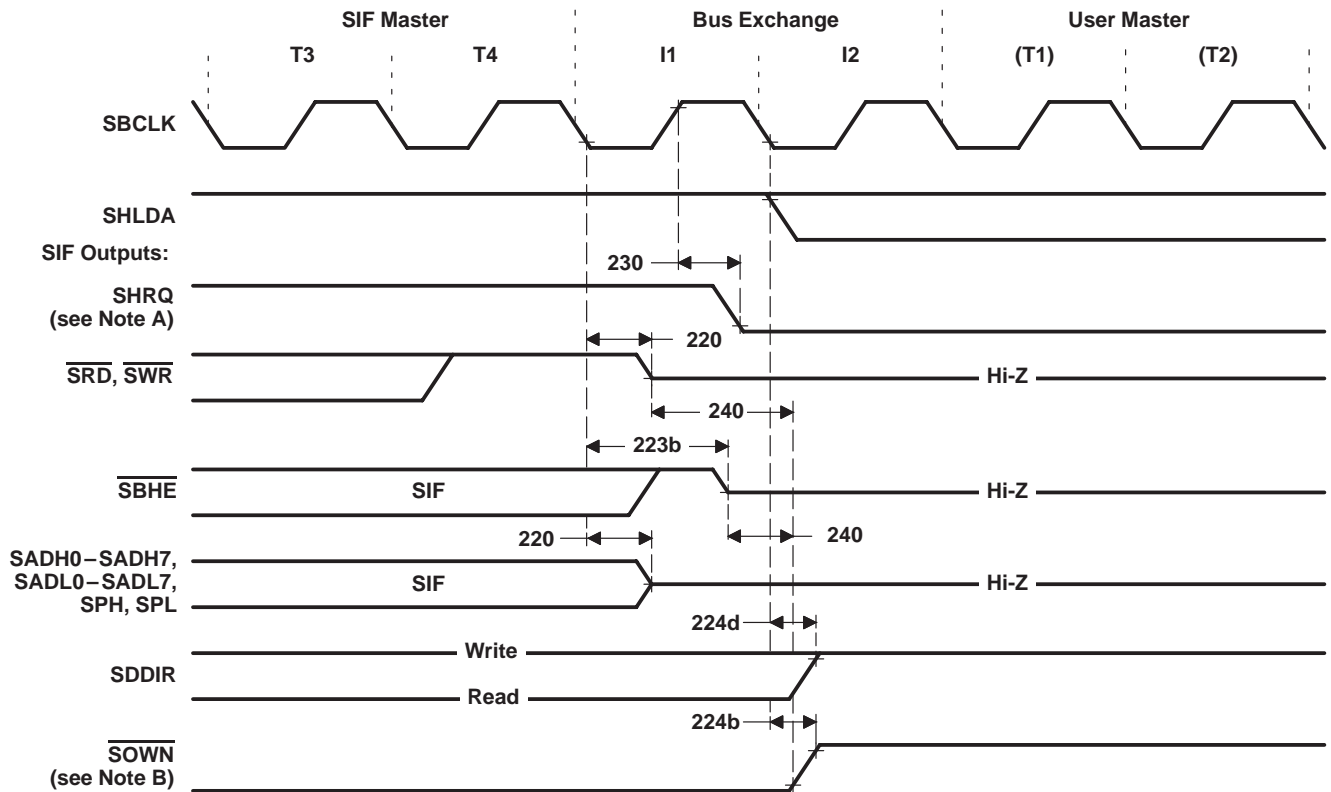 SIF Master Bus Exchange User Master
T3 T4 I1 I2 (T1) (T2)
SBCLK
SHLDA
SIF Outputs:
230
SHRQ
(see Note A)
220
SRD, SWR
Hi-Z
240
223b
SBHE
SIF
Hi-Z
220
240
SADH0–SADH7,
SADL0–SADL7,
SPH, SPL
SIF
Hi-Z
224d
Write
SDDIR
Read
224b
SOWN
(see Note B)